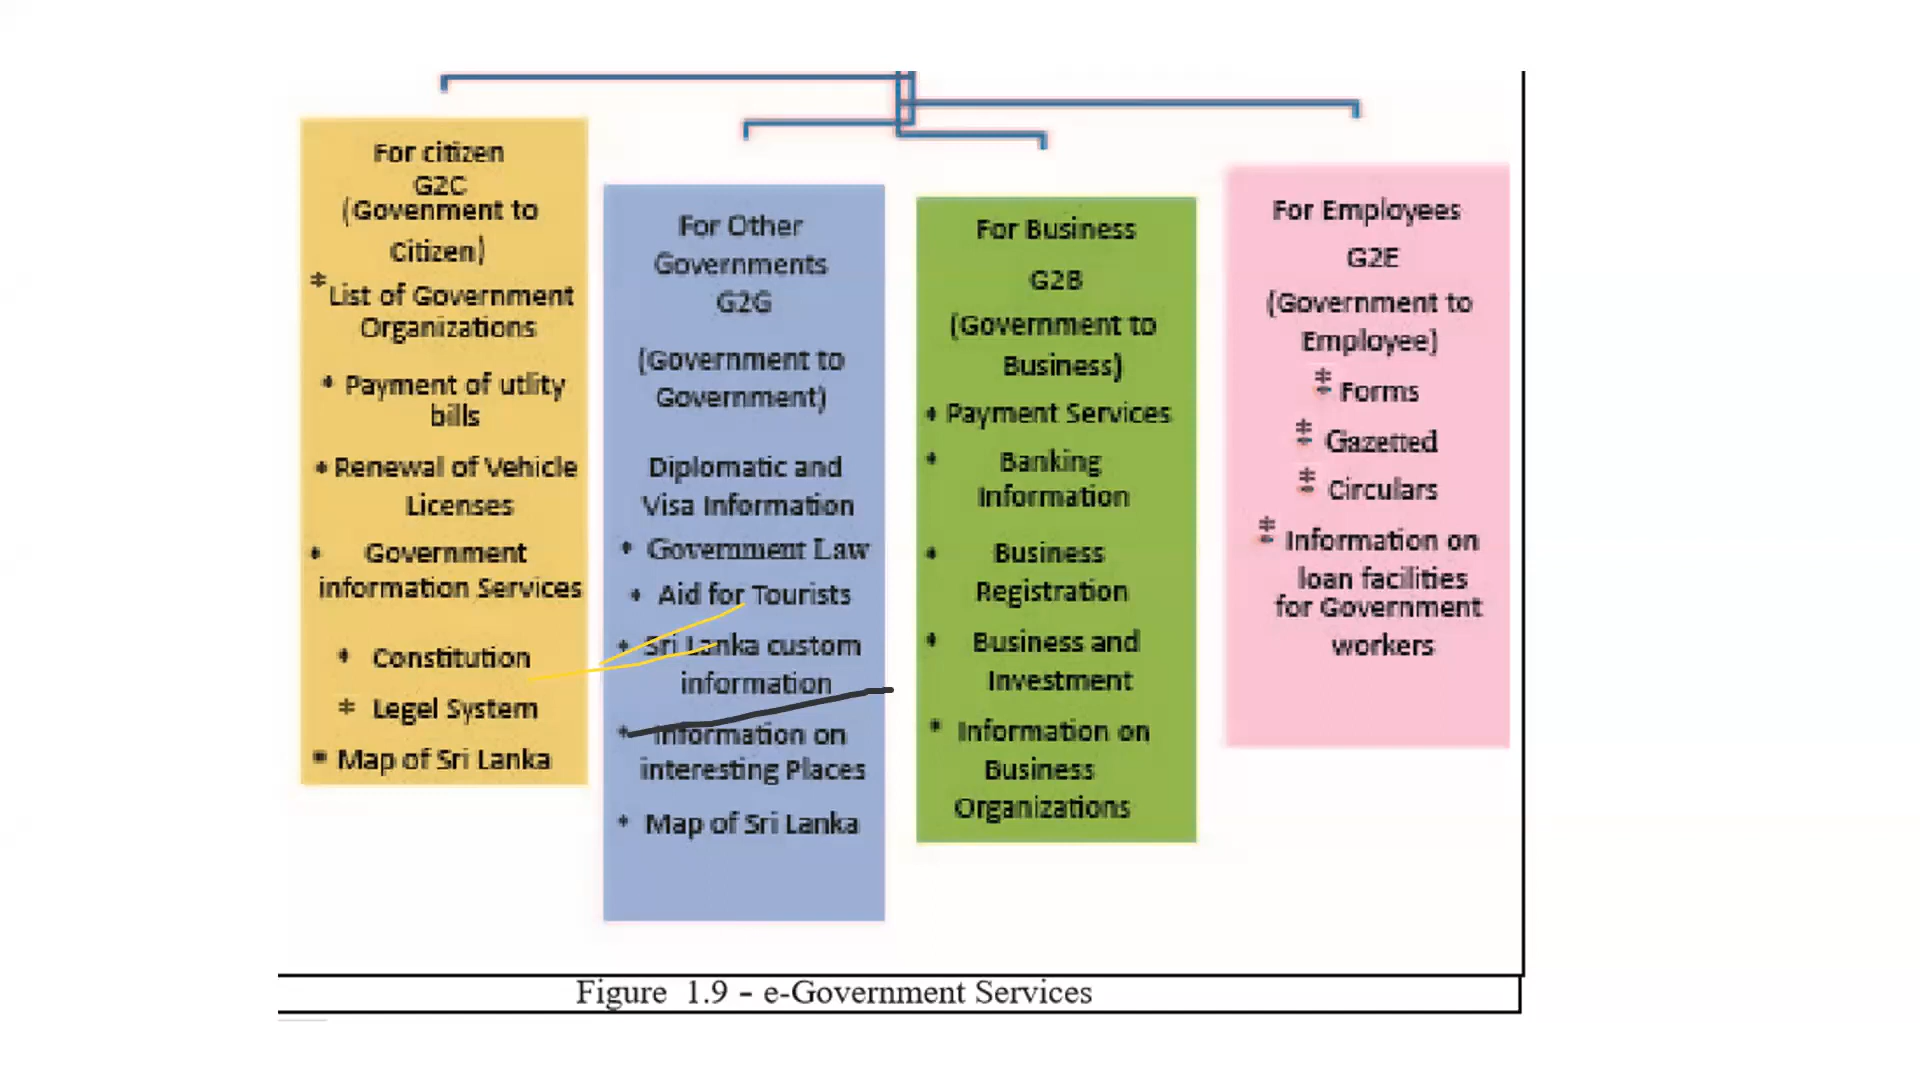 For citizen
G2C
(Govenment to
Citizen)
* List of Government
Organizations
* Payment of utlity
bills
* Renewal of Vehicle
Licenses
* Government
information Services
* Constitution
* Legel System
* Map of Sri Lanka
For Other
Governments
G2G
(Government to
Government)
Diplomatic and
Visa Information
* Government Law
* Aid for Tourists
* Sri Lanka custom
information
* Information on
interesting Places
* Map of Sri Lanka
For Business
G2B
(Government to
Business)
* Payment Services
* Banking
Information
* Business
Registration
* Business and
Investment
* Information on
Business
Organizations
For Employees
G2E
(Government to
Employee)
* Forms
* Gazetted
* Circulars
* Information on
loan facilities
for Government
workers
Figure 1.9 - e-Government Services